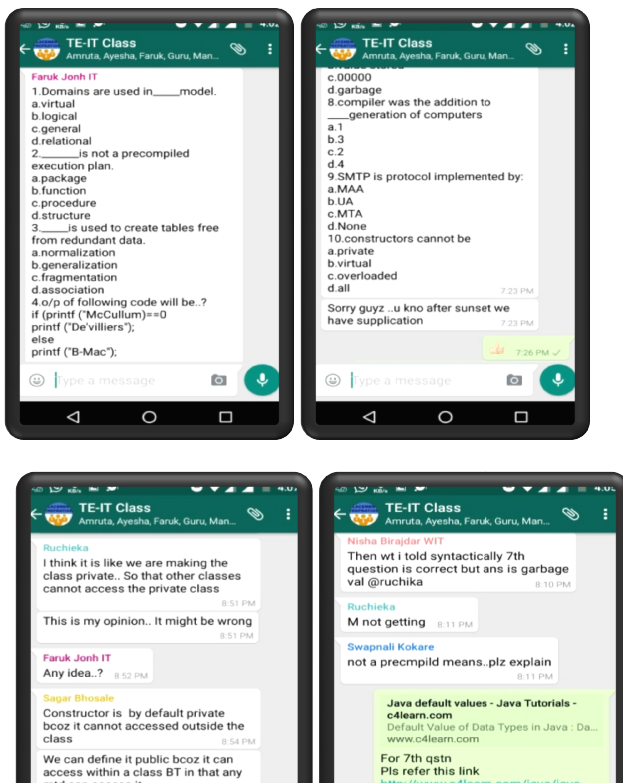 TE-IT Class
Amruta, Ayesha, Faruk, Guru, Man...
Faruk Jonh IT
1.Domains are used in____model.
a.virtual
b.logical
c.general
d.relational
2.______is not a precompiled
execution plan.
a.package
b.function
c.procedure
d.structure
3.____is used to create tables free
from redundant data.
a.normalization
b.generalization
c.fragmentation
d.association
4.o/p of following code will be..?
if (printf ("McCullum)==0
printf ("De'villiers");
else
printf ("B-Mac");
Type a message
TE-IT Class
Amruta, Ayesha, Faruk, Guru, Man...
c.00000
d.garbage
8.compiler was the addition to
____generation of computers
a.1
b.3
c.2
d.4
9.SMTP is protocol implemented by:
a.MAA
b.UA
c.MTA
d.None
10.constructors cannot be
a.private
b.virtual
c.overloaded
d.all
7:23 PM
Sorry guyz ..u kno after sunset we
have supplication
7:23 PM
7:26 PM
Type a message
TE-IT Class
Amruta, Ayesha, Faruk, Guru, Man...
Ruchieka
I think it is like we are making the
class private.. So that other classes
cannot access the private class
8:51 PM
This is my opinion.. It might be wrong
8:51 PM
Faruk Jonh IT
Any idea..? 8:52 PM
Sagar Bhosale
Constructor is by default private
bcoz it cannot accessed outside the
class
8:54 PM
We can define it public bcoz it can
access within a class BT in that any
TE-IT Class
Amruta, Ayesha, Faruk, Guru, Man...
Nisha Birajdar WIT
Then wt i told syntactically 7th
question is correct but ans is garbage
val @ruchika 8:10 PM
Ruchieka
M not getting 8:11 PM
Swapnali Kokare
not a precmpild means..plz explain
8:11 PM
Java default values - Java Tutorials -
c4learn.com
Default Value of Data Types in Java : Da...
www.c4learn.com
For 7th qstn
Pls refer this link